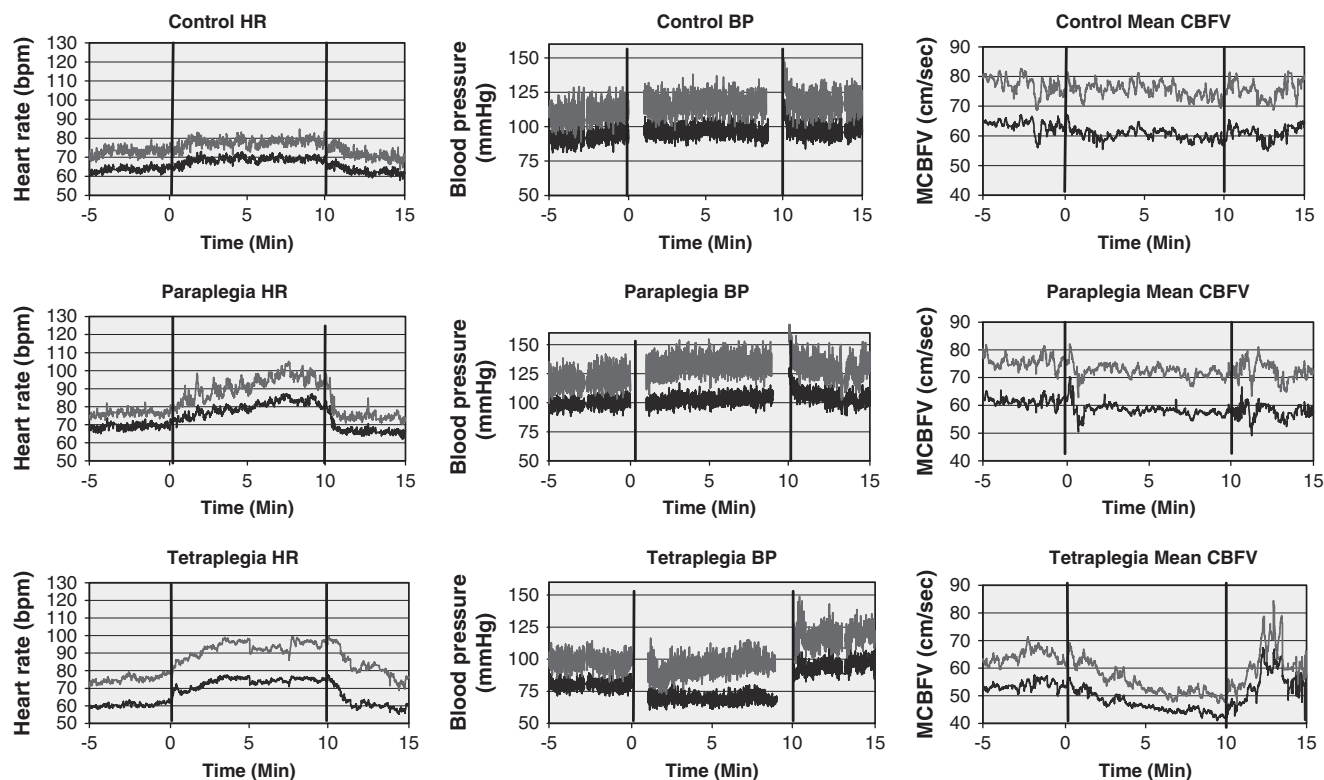 Control HR
Heart rate (bpm)
130
120
110
100
90
80
70
60
50
-5 0 5 10 15
Time (Min)
Control BP
Blood pressure
(mmHg)
150
125
100
75
50
-5 0 5 10 15
Time (Min)
Control Mean CBFV
MCBFV (cm/sec)
90
80
70
60
50
40
-5 0 5 10 15
Time (Min)
Paraplegia HR
Heart rate (bpm)
130
120
110
100
90
80
70
60
50
-5 0 5 10 15
Time (Min)
Paraplegia BP
Blood pressure
(mmHg)
150
125
100
75
50
-5 0 5 10 15
Time (Min)
Paraplegia Mean CBFV
MCBFV (cm/sec)
90
80
70
60
50
40
-5 0 5 10 15
Time (Min)
Tetraplegia HR
Heart rate (bpm)
130
120
110
100
90
80
70
60
50
-5 0 5 10 15
Time (Min)
Tetraplegia BP
Blood pressure
(mmHg)
150
125
100
75
50
-5 0 5 10 15
Time (Min)
Tetraplegia Mean CBFV
MCBFV (cm/sec)
90
80
70
60
50
40
-5 0 5 10 15
Time (Min)